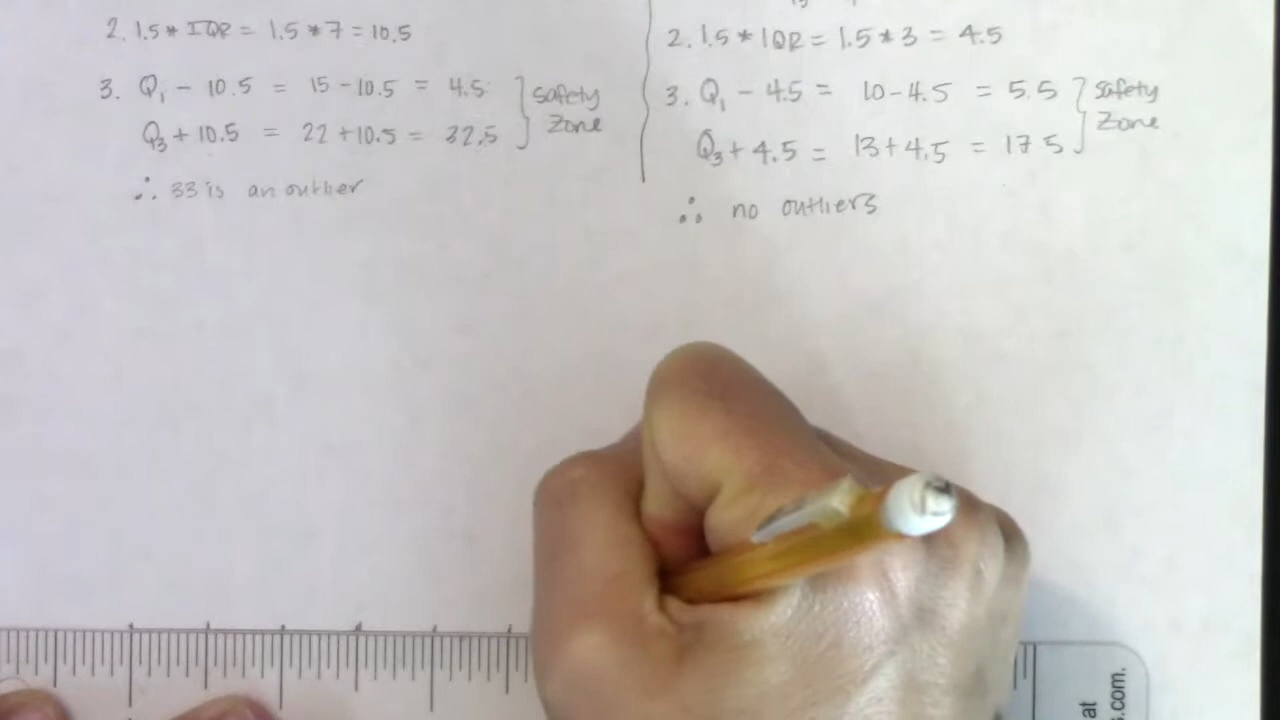 2. 1.5 * IQR = 1.5 * 7 = 10.5
3. Q₁ - 10.5 = 15 - 10.5 = 4.5
Q₃ + 10.5 = 22 + 10.5 = 32.5
} Safety
Zone
∴ 33 is an outlier
2. 1.5 * IQR = 1.5 * 3 = 4.5
3. Q₁ - 4.5 = 10 - 4.5 = 5.5
Q₃ + 4.5 = 13 + 4.5 = 17.5
} Safety
Zone
∴ no outliers
at
s.com.